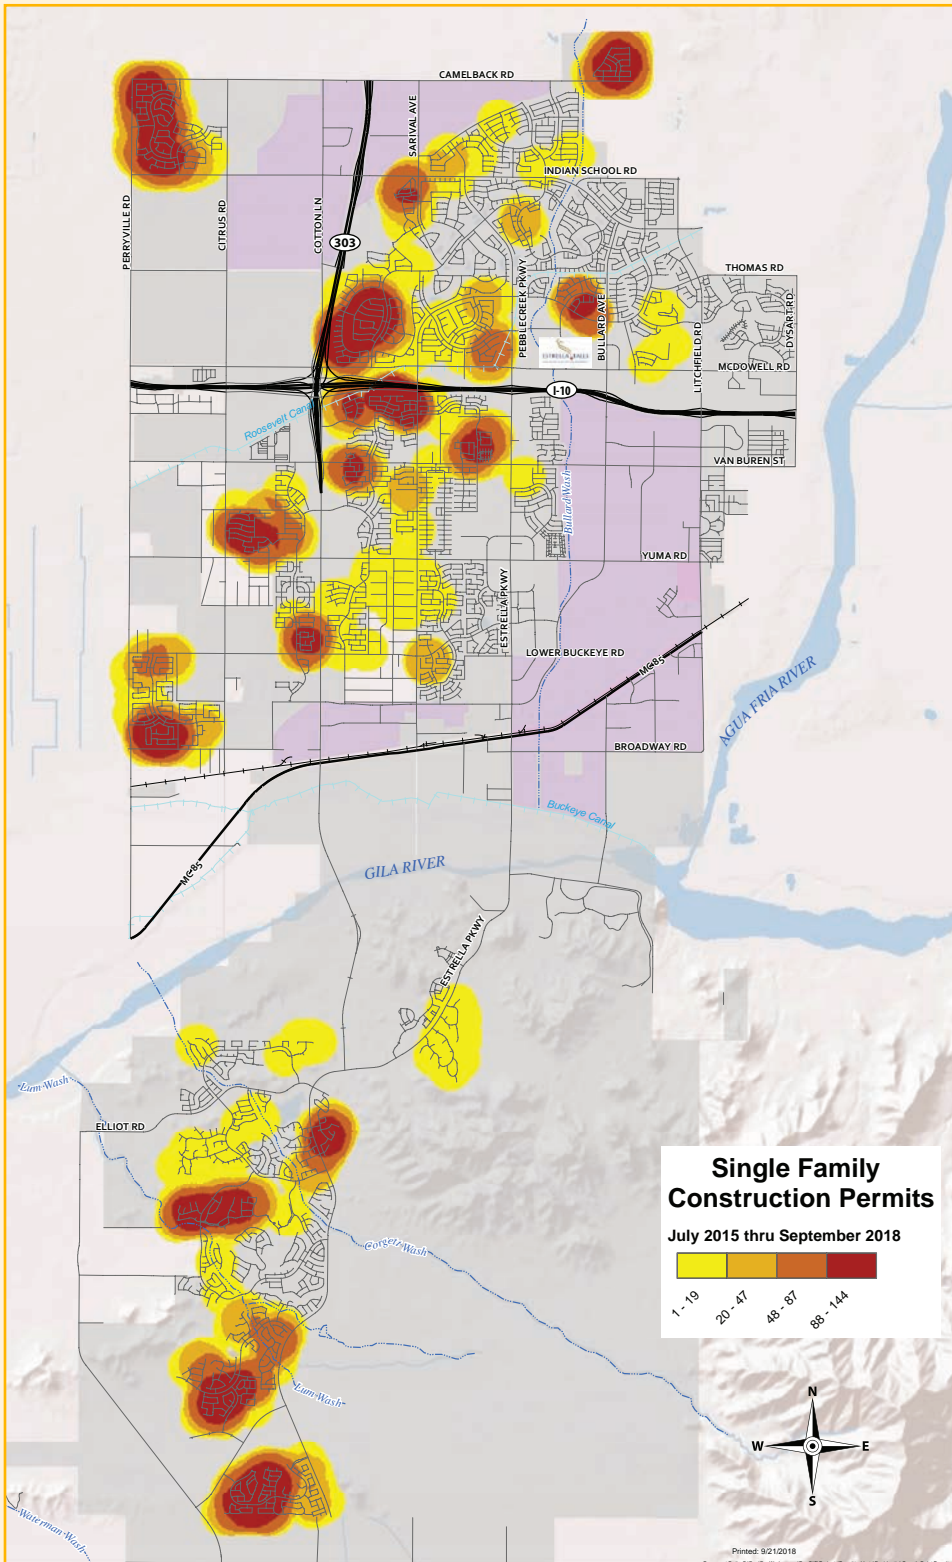 CAMELBACK RD
SARIVAL AVE
INDIAN SCHOOL RD
PERRYVILLE RD
CITRUS RD
COTTON LN
303
PEBBLECREEK PKWY
THOMAS RD
BULLARD AVE
LITCHFIELD RD
DYSART RD
MCDOWELL RD
I-10
Roosevelt Canal
VAN BUREN ST
Bullard Wash
YUMA RD
ESTRELLA PKWY
LOWER BUCKEYE RD
MC-85
AGUA FRIA RIVER
BROADWAY RD
Buckeye Canal
MC-85
GILA RIVER
ESTRELLA PKWY
Lum Wash
ELLIOT RD
Corgett Wash
Lum Wash
Waterman Wash
Single Family
Construction Permits
July 2015 thru September 2018
1 - 19
20 - 47
48 - 87
88 - 144
N
W
E
S
Printed: 9/21/2018